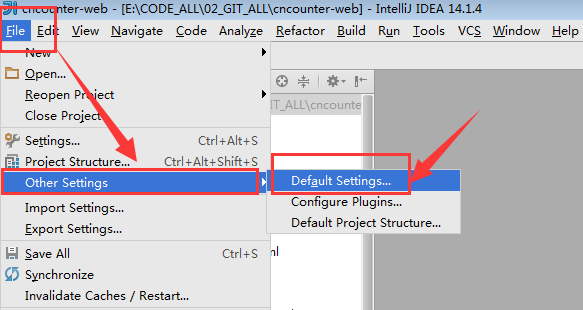 cncounter-web - [E:\CODE_ALL\02_GIT_ALL\cncounter-web] - IntelliJ IDEA 14.1.4
File Edit View Navigate Code Analyze Refactor Build Run Tools VCS Window Help
New
Open...
Reopen Project
Close Project
Settings... Ctrl+Alt+S
Project Structure... Ctrl+Alt+Shift+S
Other Settings
Import Settings...
Export Settings...
Save All Ctrl+S
Synchronize
Invalidate Caches / Restart...
IT_ALL\cncounter
Default Settings...
Configure Plugins...
Default Project Structure...
ml